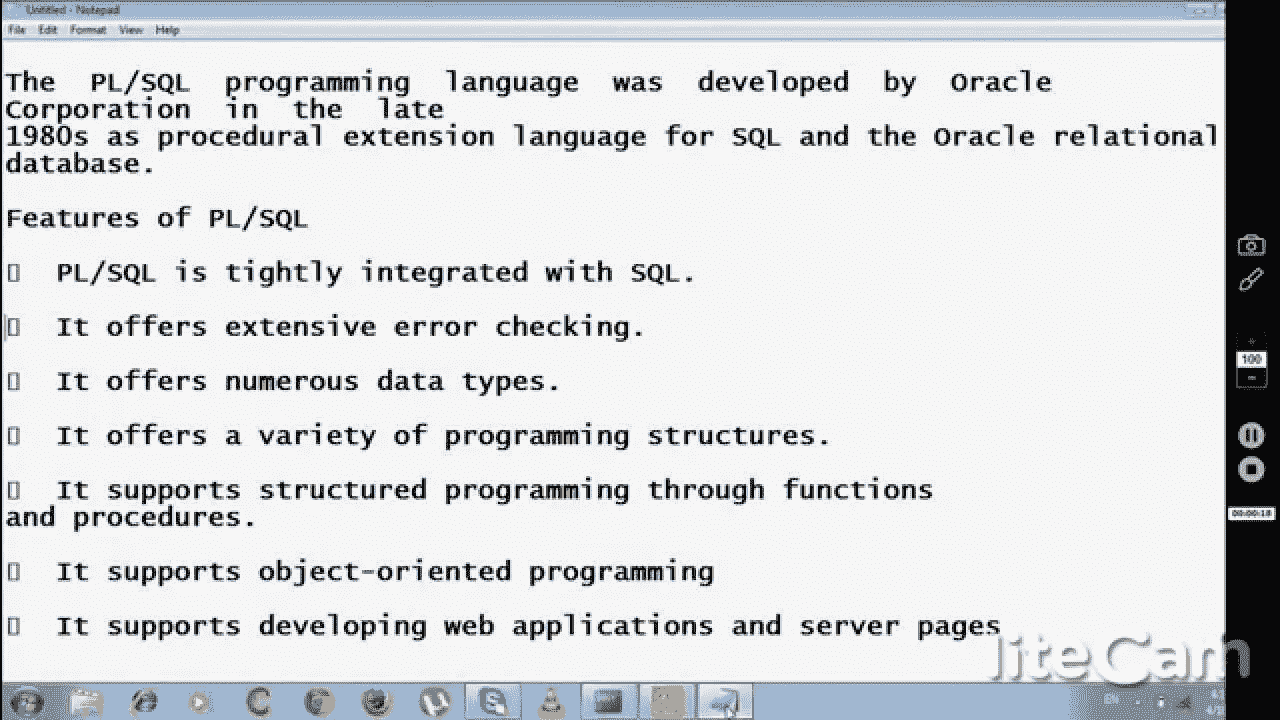 Untitled - Notepad
File Edit Format View Help
The PL/SQL programming language was developed by Oracle
Corporation in the late
1980s as procedural extension language for SQL and the Oracle relational
database.
Features of PL/SQL
PL/SQL is tightly integrated with SQL.
It offers extensive error checking.
It offers numerous data types.
It offers a variety of programming structures.
It supports structured programming through functions
and procedures.
It supports object-oriented programming
It supports developing web applications and server pages
100
00:00:18
liteCam
EN